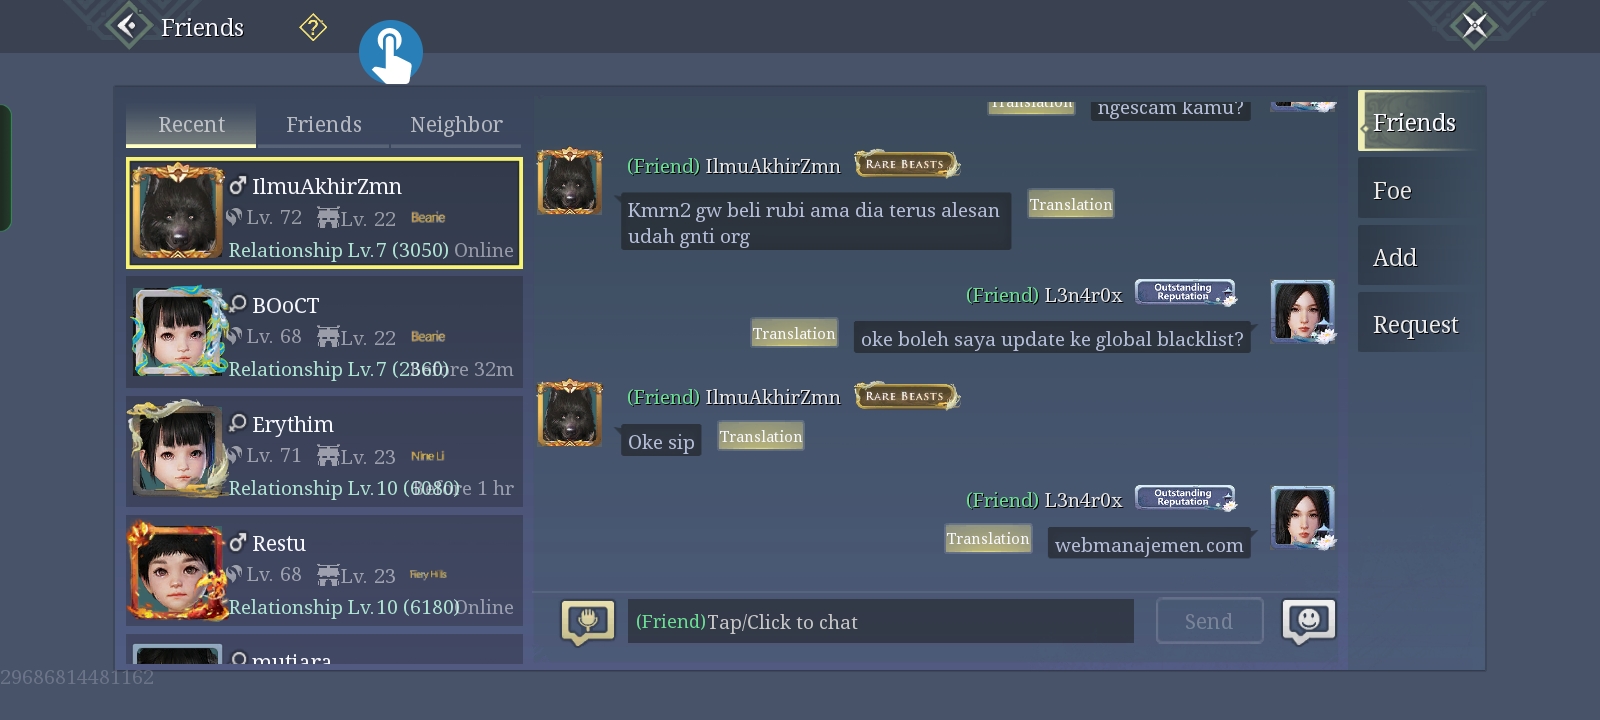 Friends
?
Recent
Friends
Neighbor
IlmuAkhirZmn
Lv. 72
Lv. 22
Bearie
Relationship Lv.7 (3050) Online
BOoCT
Lv. 68
Lv. 22
Bearie
Relationship Lv.7 (2360) Before 32m
Erythim
Lv. 71
Lv. 23
Nine Li
Relationship Lv.10 (6080) Before 1 hr
Restu
Lv. 68
Lv. 23
Fiery Hills
Relationship Lv.10 (6180) Online
mutiara
Translation
ngescam kamu?
(Friend) IlmuAkhirZmn RARE BEASTS
Kmrn2 gw beli rubi ama dia terus alesan
udah gnti org
Translation
(Friend) L3n4r0x Outstanding
Reputation
Translation
oke boleh saya update ke global blacklist?
(Friend) IlmuAkhirZmn RARE BEASTS
Oke sip
Translation
(Friend) L3n4r0x Outstanding
Reputation
Translation
webmanajemen.com
(Friend)Tap/Click to chat
Send
Friends
Foe
Add
Request
29686814481162